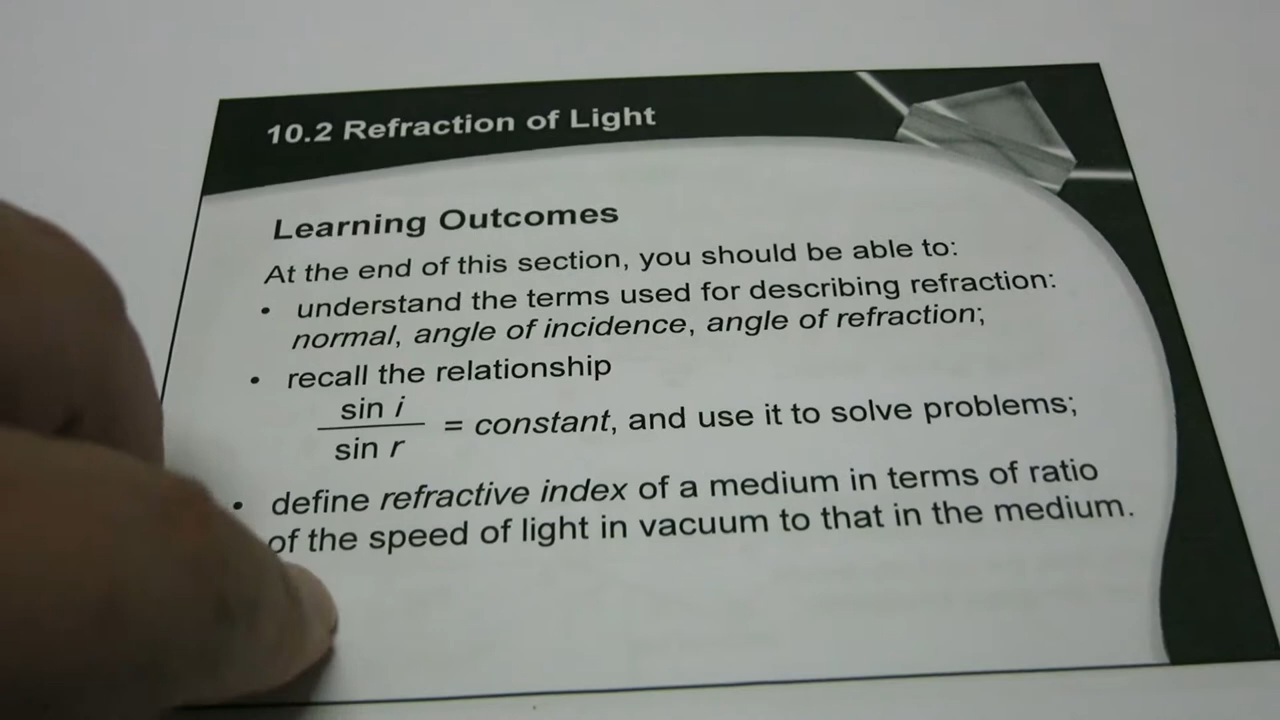 10.2 Refraction of Light
Learning Outcomes
At the end of this section, you should be able to:
• understand the terms used for describing refraction:
normal, angle of incidence, angle of refraction;
• recall the relationship
sin i
sin r
= constant, and use it to solve problems;
• define refractive index of a medium in terms of ratio
of the speed of light in vacuum to that in the medium.